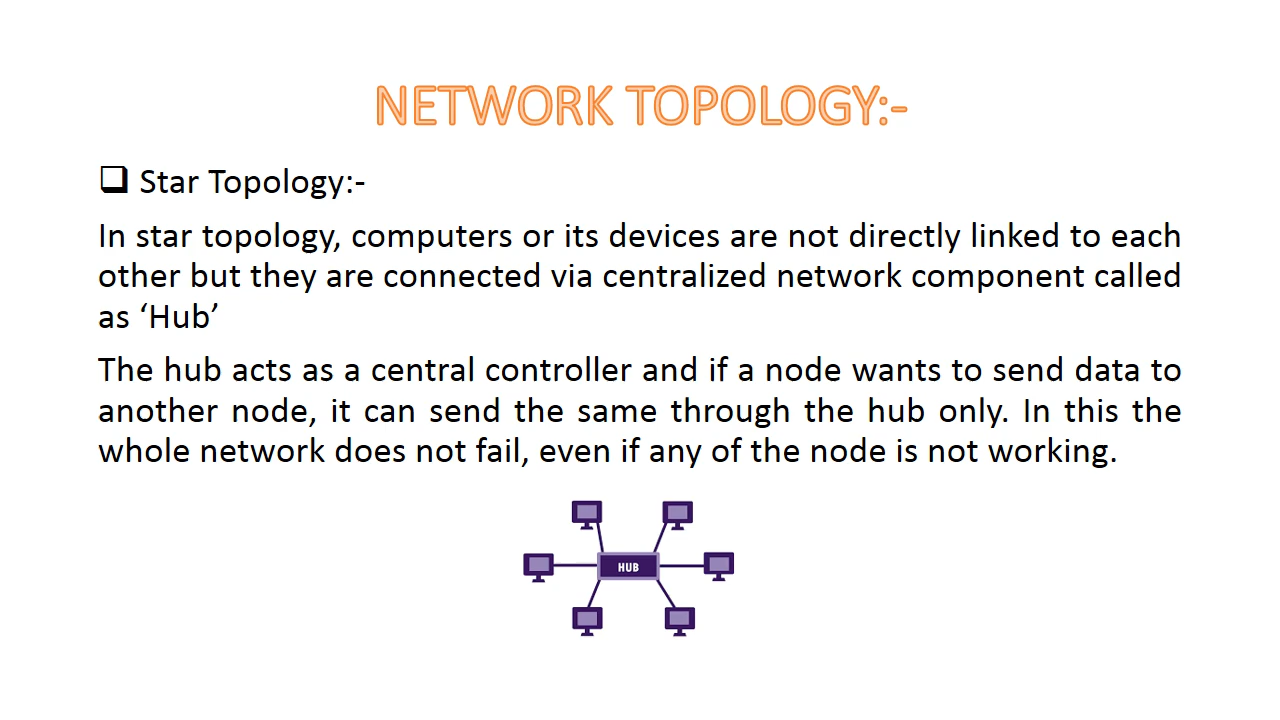 NETWORK TOPOLOGY:-
❑ Star Topology:-
In star topology, computers or its devices are not directly linked to each
other but they are connected via centralized network component called
as ‘Hub’
The hub acts as a central controller and if a node wants to send data to
another node, it can send the same through the hub only. In this the
whole network does not fail, even if any of the node is not working.
HUB